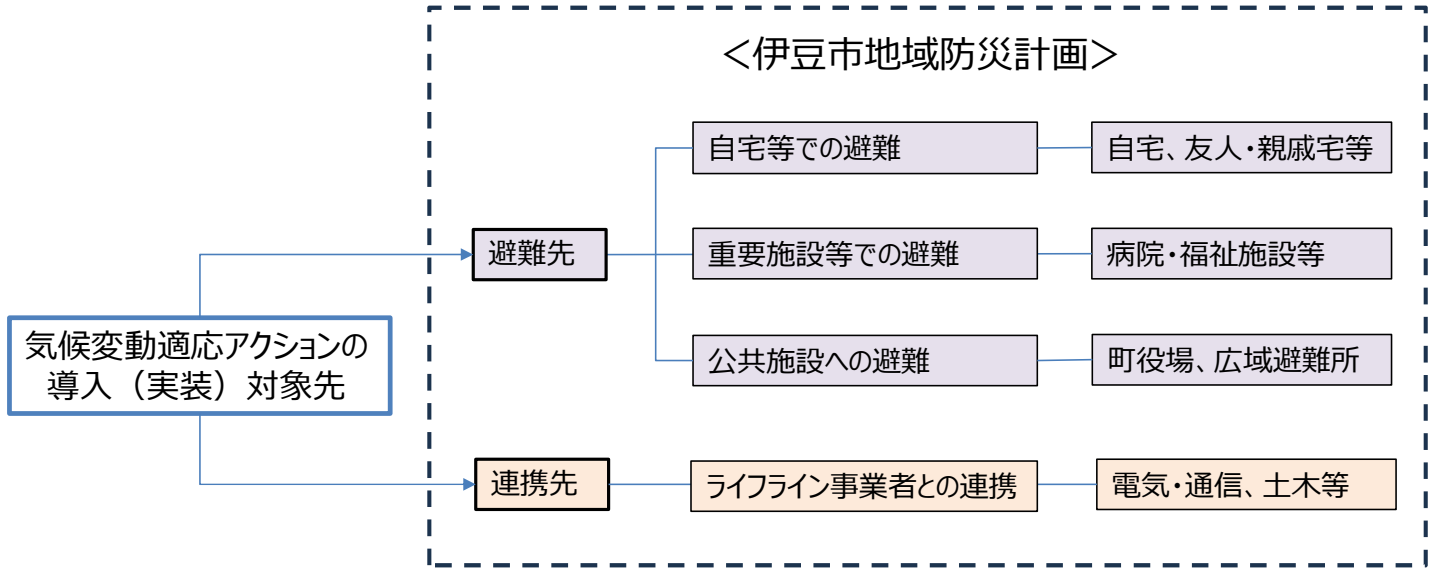 ＜伊豆市地域防災計画＞
自宅等での避難
自宅、友人・親戚宅等
避難先
重要施設等での避難
病院・福祉施設等
気候変動適応アクションの
導入（実装）対象先
公共施設への避難
町役場、広域避難所
連携先
ライフライン事業者との連携
電気・通信、土木等